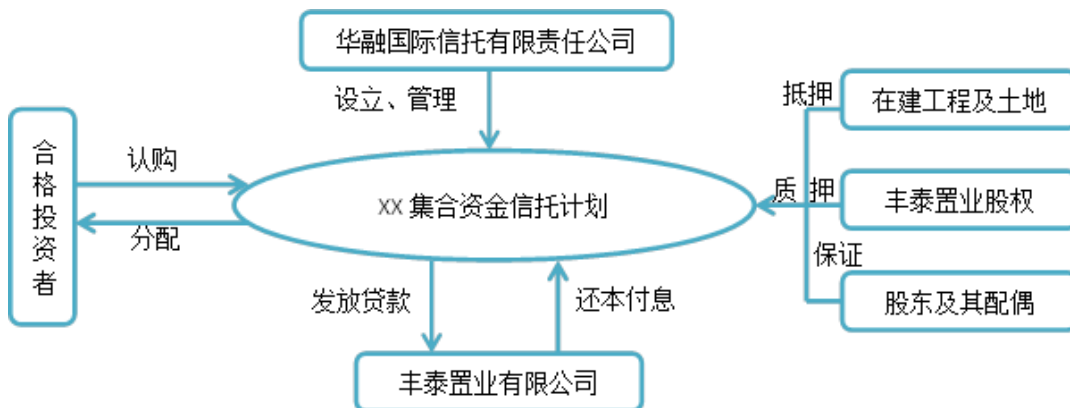 华融国际信托有限责任公司
设立、管理
抵押
在建工程及土地
合格投资者
认购
xx 集合资金信托计划
质 押
丰泰置业股权
分配
保证
发放贷款
还本付息
股东及其配偶
丰泰置业有限公司